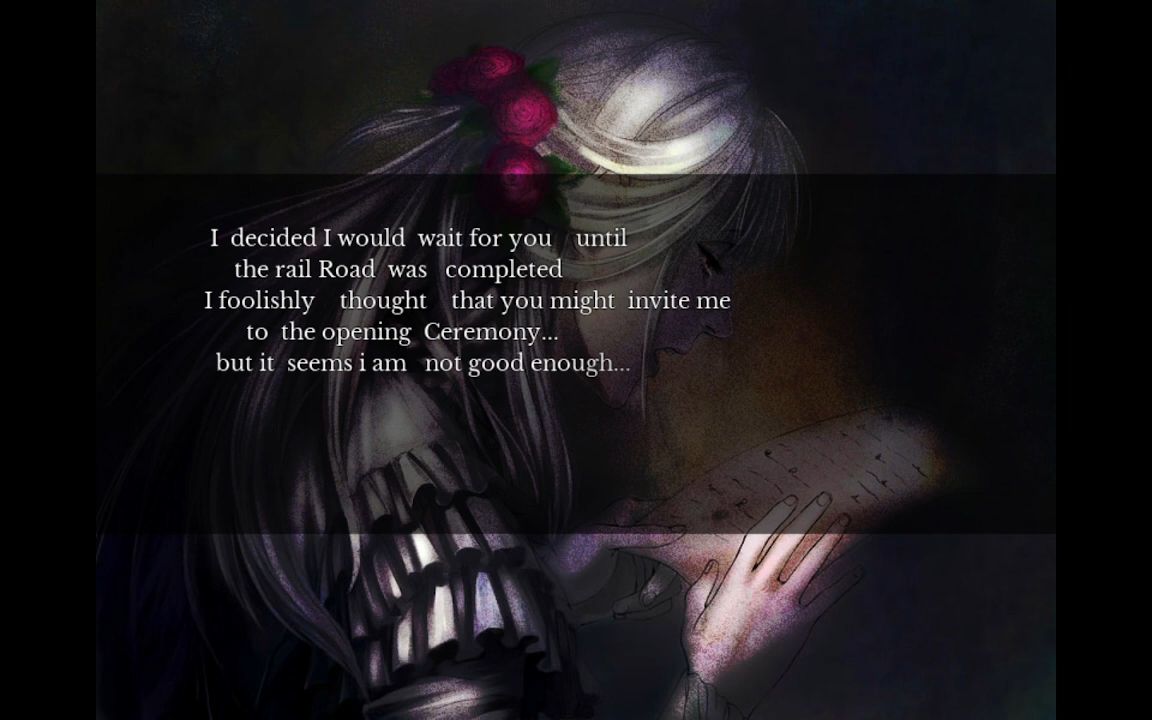 I decided I would wait for you until
the rail Road was completed
I foolishly thought that you might invite me
to the opening Ceremony...
but it seems i am not good enough...